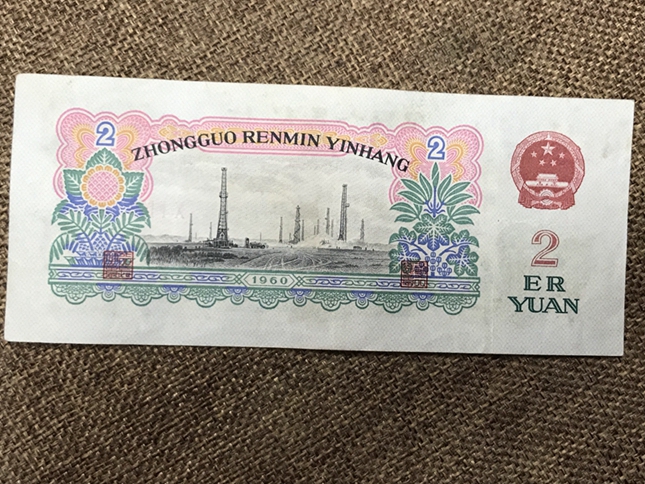 2
ZHONGGUO RENMIN YINHANG
2
1960
2
ER
YUAN